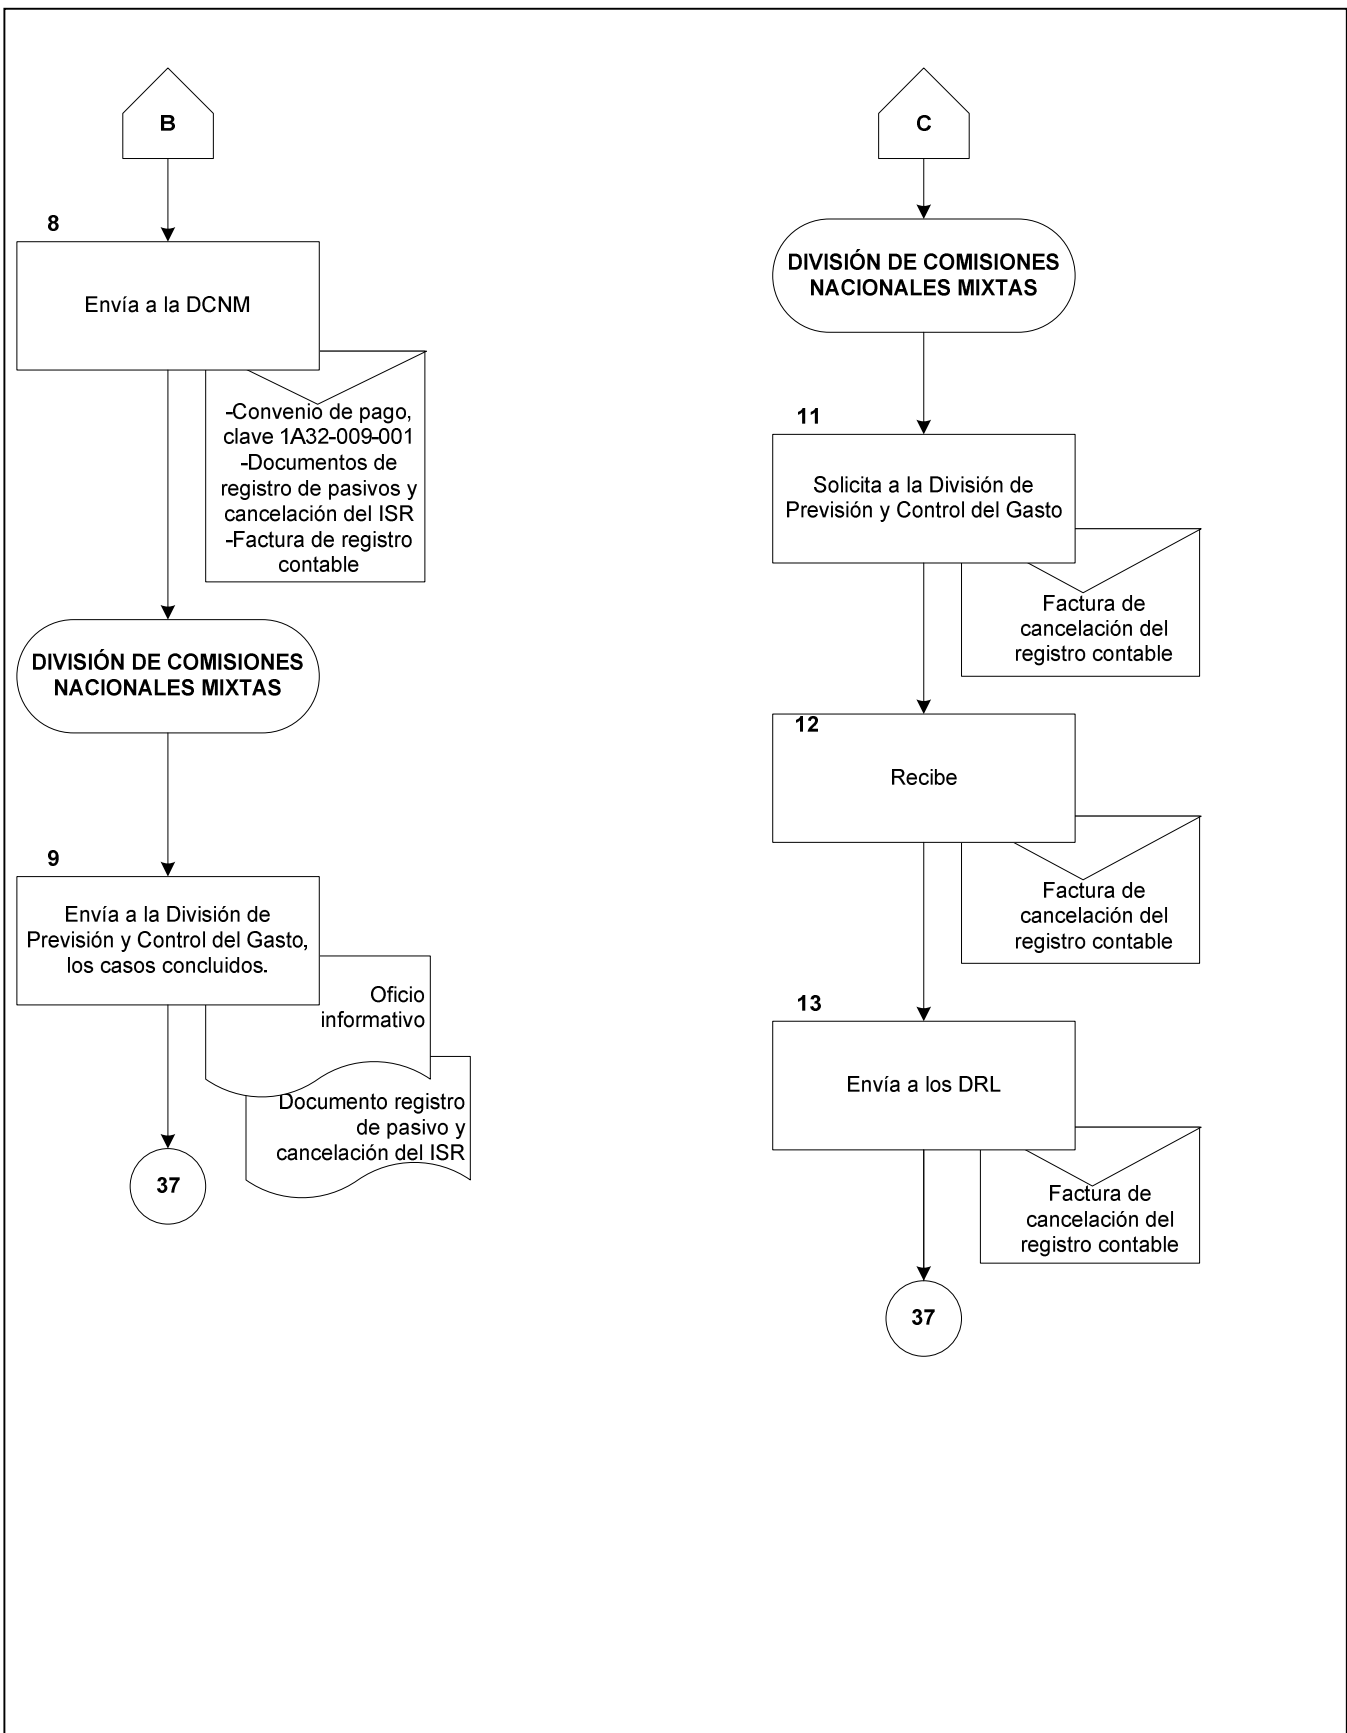 B
8
Envía a la DCNM
-Convenio de pago,
clave 1A32-009-001
-Documentos de
registro de pasivos y
cancelación del ISR
-Factura de registro
contable
DIVISIÓN DE COMISIONES
NACIONALES MIXTAS
9
Envía a la División de
Previsión y Control del Gasto,
los casos concluidos.
Oficio
informativo
Documento registro
de pasivo y
cancelación del ISR
37
C
DIVISIÓN DE COMISIONES
NACIONALES MIXTAS
11
Solicita a la División de
Previsión y Control del Gasto
Factura de
cancelación del
registro contable
12
Recibe
Factura de
cancelación del
registro contable
13
Envía a los DRL
Factura de
cancelación del
registro contable
37